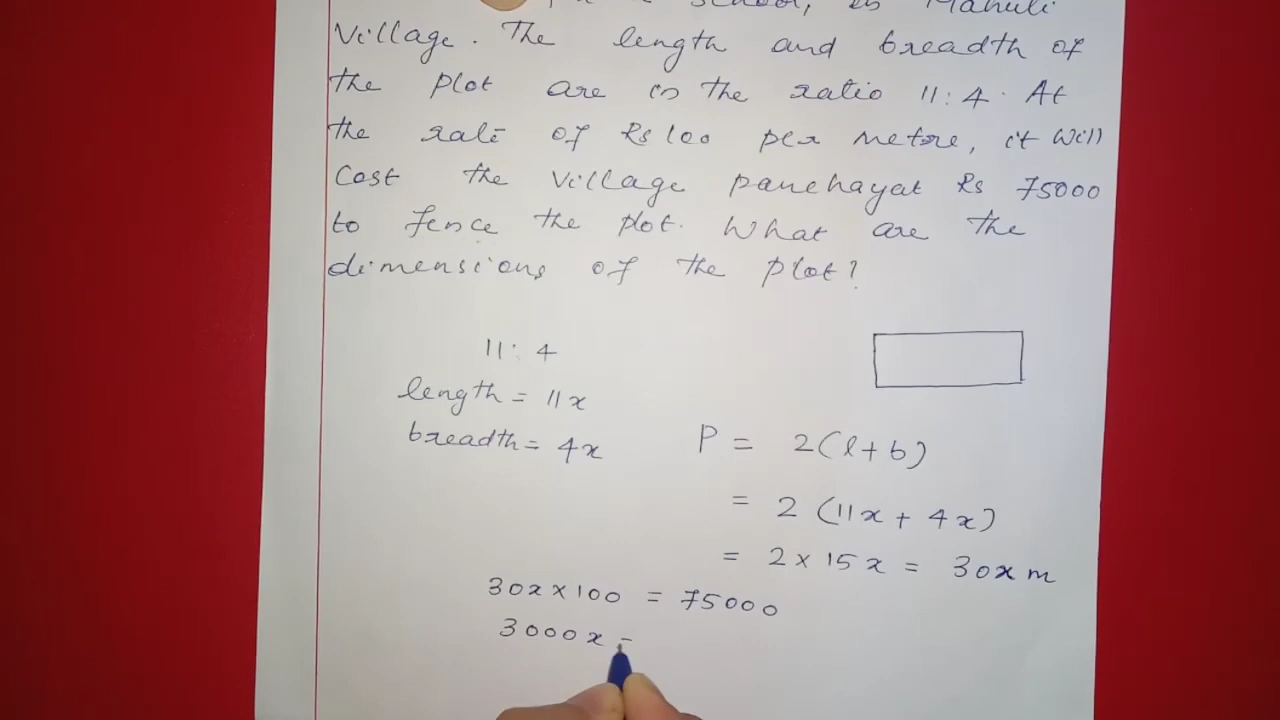 school, in Mahuli
Village. The length and breadth of
the plot are in the ratio 11:4. At
the rate of Rs 100 per metre, it will
cost the village panchayat Rs 75000
to fence the plot. What are the
dimensions of the plot?
11:4
length = 11x
breadth = 4x
P = 2(l+b)
= 2 (11x + 4x)
= 2 x 15x = 30x m
30x x 100 = 75000
3000x =